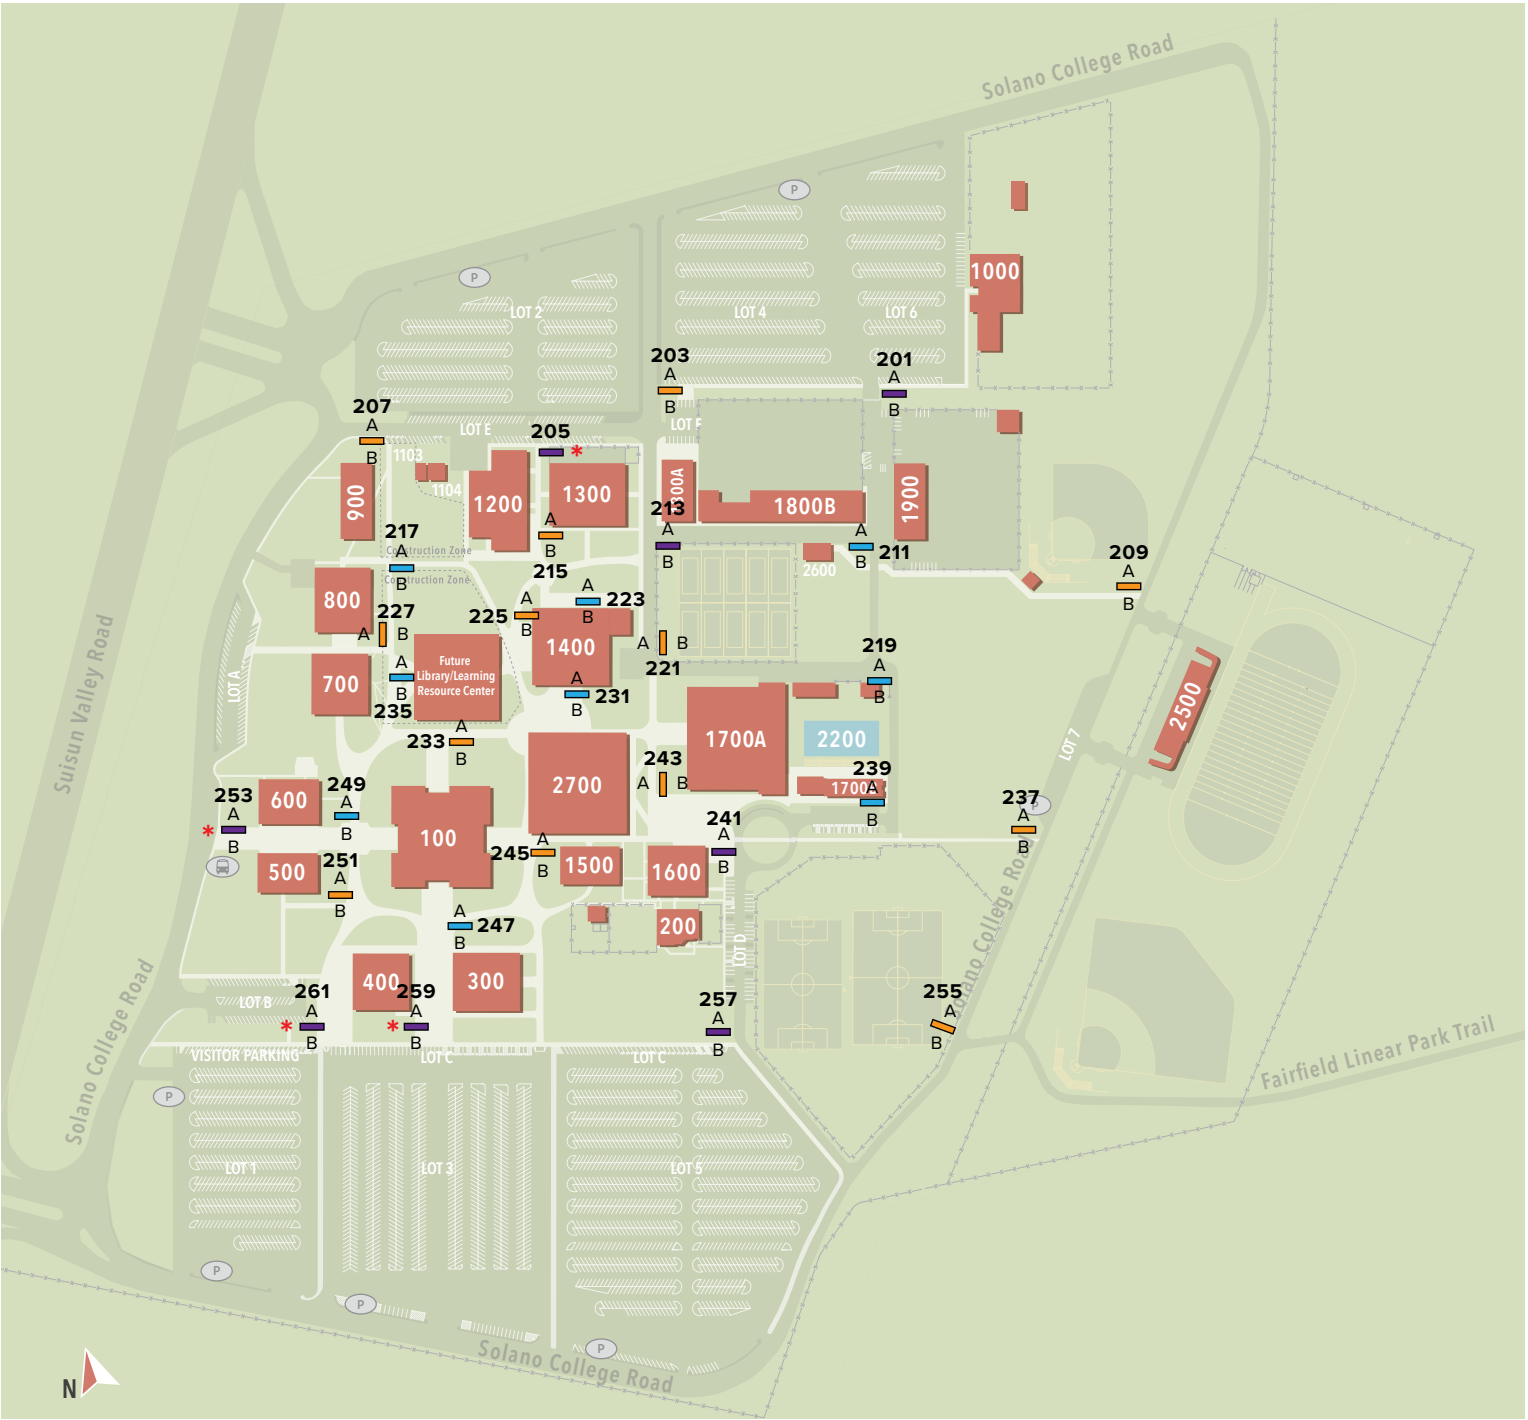 Solano College Road
P
1000
P
LOT 2
LOT 4
LOT 6
203
A
B
201
A
B
207
A
B
LOT E
205
*
LOT F
1103
1104
900
1200
1300
1800B
1900
213
A
B
A
B
211
A
B
217
A
B
Construction Zone
Construction Zone
215
2600
209
A
B
800
A
223
B
225
A
B
227
A
B
1400
A
B
221
219
A
B
Suisun Valley Road
LOT A
700
A
B
235
Future
Library/Learning
Resource Center
A
231
B
2500
LOT 7
233
A
B
1700A
2200
2700
243
A
B
239
A
B
253
A
B
*
600
249
A
B
237
A
B
P
100
241
A
B
245
A
B
1500
1600
500
251
A
B
A
247
B
200
LOT D
Solano College Road
400
300
LOT B
261
A
B
*
259
A
B
*
257
A
B
255
A
B
Solano College Road
VISITOR PARKING
LOT C
LOT C
Fairfield Linear Park Trail
P
LOT 1
LOT 3
LOT 5
P
P
P
Solano College Road
N